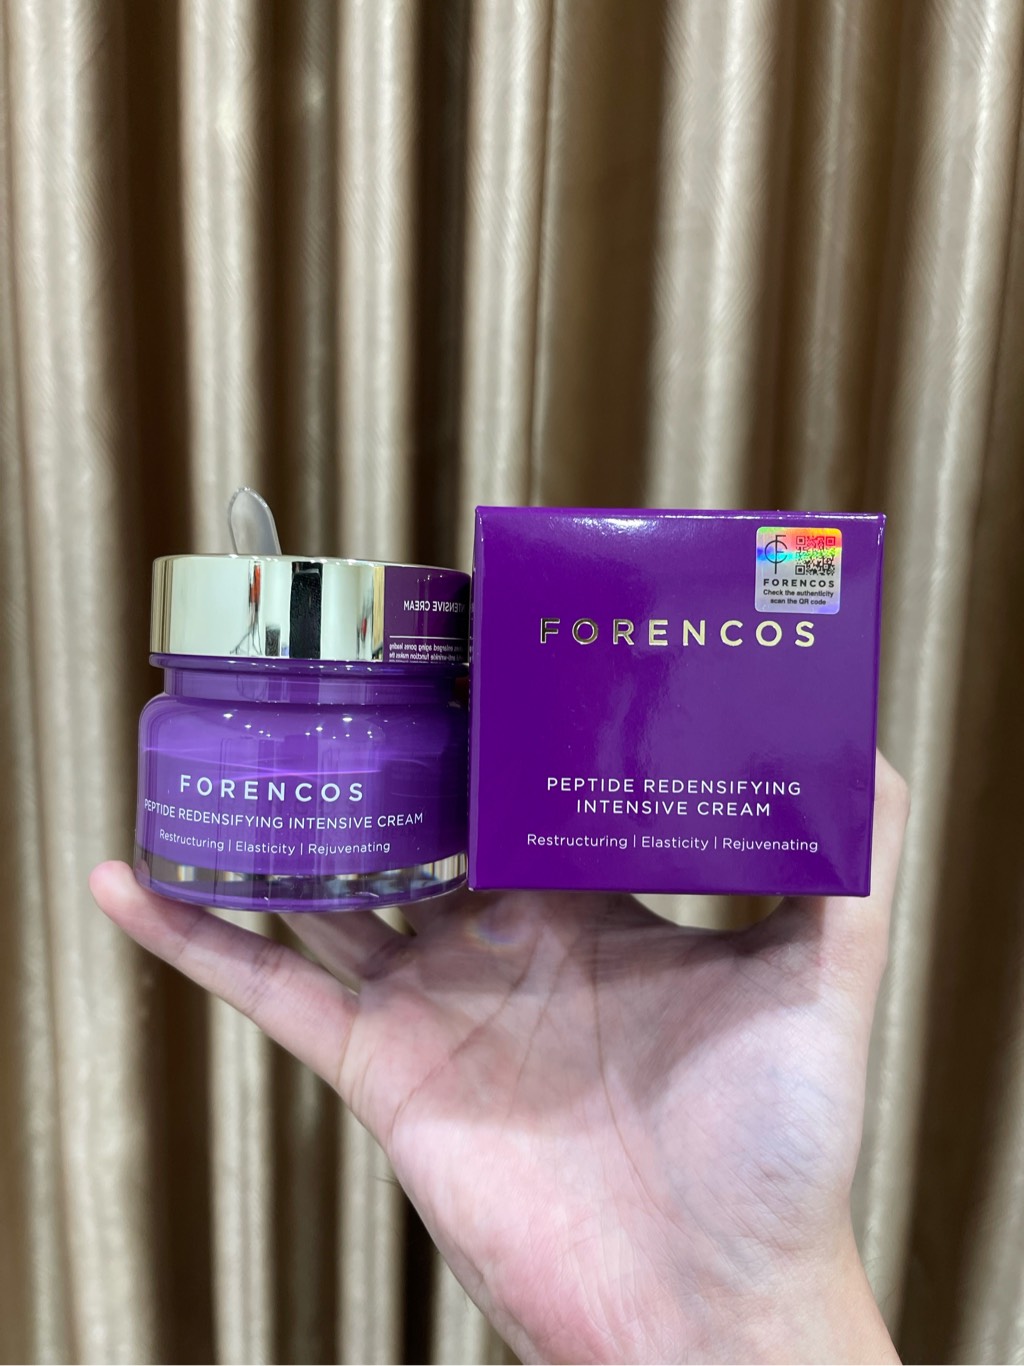 FORENCOS
PEPTIDE REDENSIFYING INTENSIVE CREAM
Restructuring | Elasticity | Rejuvenating
FORENCOS
Check the authenticity
scan the QR code
FORENCOS
PEPTIDE REDENSIFYING
INTENSIVE CREAM
Restructuring | Elasticity | Rejuvenating